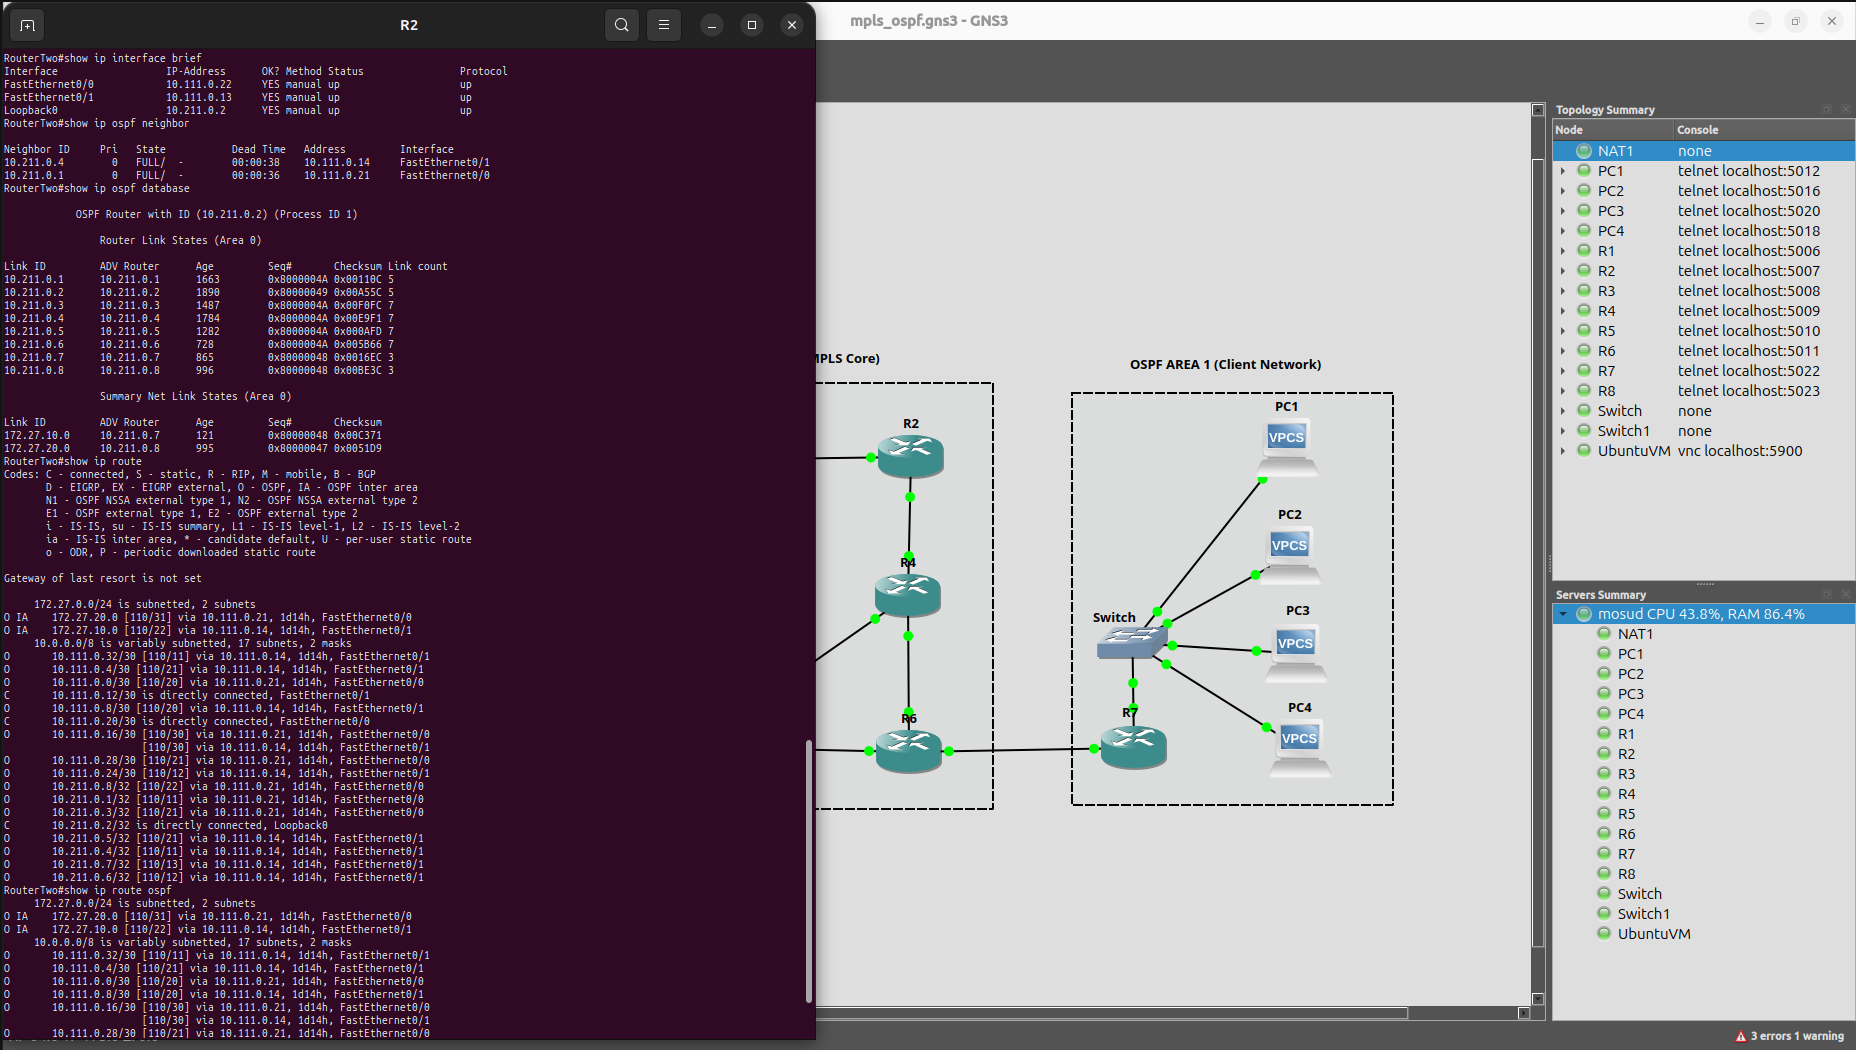 R2
RouterTwo#show ip interface brief
Interface                  IP-Address      OK? Method Status                Protocol
FastEthernet0/0            10.111.0.22     YES manual up                    up
FastEthernet0/1            10.111.0.13     YES manual up                    up
Loopback0                  10.211.0.2      YES manual up                    up
RouterTwo#show ip ospf neighbor
Neighbor ID     Pri   State           Dead Time   Address         Interface
10.211.0.4        0   FULL/  -        00:00:38    10.111.0.14     FastEthernet0/1
10.211.0.1        0   FULL/  -        00:00:36    10.111.0.21     FastEthernet0/0
RouterTwo#show ip ospf database
OSPF Router with ID (10.211.0.2) (Process ID 1)
Router Link States (Area 0)
Link ID         ADV Router      Age         Seq#       Checksum Link count
10.211.0.1      10.211.0.1      1663        0x8000004A 0x00110C 5
10.211.0.2      10.211.0.2      1890        0x80000049 0x00A55C 5
10.211.0.3      10.211.0.3      1487        0x8000004A 0x00F0FC 7
10.211.0.4      10.211.0.4      1784        0x8000004A 0x00E9F1 7
10.211.0.5      10.211.0.5      1282        0x8000004A 0x000AFD 7
10.211.0.6      10.211.0.6      728         0x8000004A 0x005B66 7
10.211.0.7      10.211.0.7      865         0x80000048 0x0016EC 3
10.211.0.8      10.211.0.8      996         0x80000048 0x00BE3C 3
Summary Net Link States (Area 0)
Link ID         ADV Router      Age         Seq#       Checksum
172.27.10.0     10.211.0.7      121         0x80000048 0x00C371
172.27.20.0     10.211.0.8      995         0x80000047 0x0051D9
RouterTwo#show ip route
Codes: C - connected, S - static, R - RIP, M - mobile, B - BGP
D - EIGRP, EX - EIGRP external, O - OSPF, IA - OSPF inter area
N1 - OSPF NSSA external type 1, N2 - OSPF NSSA external type 2
E1 - OSPF external type 1, E2 - OSPF external type 2
i - IS-IS, su - IS-IS summary, L1 - IS-IS level-1, L2 - IS-IS level-2
ia - IS-IS inter area, * - candidate default, U - per-user static route
o - ODR, P - periodic downloaded static route
Gateway of last resort is not set
172.27.0.0/24 is subnetted, 2 subnets
O IA    172.27.20.0 [110/31] via 10.111.0.21, 1d14h, FastEthernet0/0
O IA    172.27.10.0 [110/22] via 10.111.0.14, 1d14h, FastEthernet0/1
10.0.0.0/8 is variably subnetted, 17 subnets, 2 masks
O       10.111.0.32/30 [110/11] via 10.111.0.14, 1d14h, FastEthernet0/1
O       10.111.0.4/30 [110/21] via 10.111.0.14, 1d14h, FastEthernet0/1
O       10.111.0.0/30 [110/20] via 10.111.0.21, 1d14h, FastEthernet0/0
C       10.111.0.12/30 is directly connected, FastEthernet0/1
O       10.111.0.8/30 [110/20] via 10.111.0.14, 1d14h, FastEthernet0/1
C       10.111.0.20/30 is directly connected, FastEthernet0/0
O       10.111.0.16/30 [110/30] via 10.111.0.21, 1d14h, FastEthernet0/0
[110/30] via 10.111.0.14, 1d14h, FastEthernet0/1
O       10.111.0.28/30 [110/21] via 10.111.0.21, 1d14h, FastEthernet0/0
O       10.111.0.24/30 [110/12] via 10.111.0.14, 1d14h, FastEthernet0/1
O       10.211.0.8/32 [110/22] via 10.111.0.21, 1d14h, FastEthernet0/0
O       10.211.0.1/32 [110/11] via 10.111.0.21, 1d14h, FastEthernet0/0
O       10.211.0.3/32 [110/21] via 10.111.0.21, 1d14h, FastEthernet0/0
C       10.211.0.2/32 is directly connected, Loopback0
O       10.211.0.5/32 [110/21] via 10.111.0.14, 1d14h, FastEthernet0/1
O       10.211.0.4/32 [110/11] via 10.111.0.14, 1d14h, FastEthernet0/1
O       10.211.0.7/32 [110/13] via 10.111.0.14, 1d14h, FastEthernet0/1
O       10.211.0.6/32 [110/12] via 10.111.0.14, 1d14h, FastEthernet0/1
RouterTwo#show ip route ospf
172.27.0.0/24 is subnetted, 2 subnets
O IA    172.27.20.0 [110/31] via 10.111.0.21, 1d14h, FastEthernet0/0
O IA    172.27.10.0 [110/22] via 10.111.0.14, 1d14h, FastEthernet0/1
10.0.0.0/8 is variably subnetted, 17 subnets, 2 masks
O       10.111.0.32/30 [110/11] via 10.111.0.14, 1d14h, FastEthernet0/1
O       10.111.0.4/30 [110/21] via 10.111.0.14, 1d14h, FastEthernet0/1
O       10.111.0.0/30 [110/20] via 10.111.0.21, 1d14h, FastEthernet0/0
O       10.111.0.8/30 [110/20] via 10.111.0.14, 1d14h, FastEthernet0/1
O       10.111.0.16/30 [110/30] via 10.111.0.21, 1d14h, FastEthernet0/0
[110/30] via 10.111.0.14, 1d14h, FastEthernet0/1
O       10.111.0.28/30 [110/21] via 10.111.0.21, 1d14h, FastEthernet0/0
mpls_ospf.gns3 - GNS3
MPLS Core)
R2
R4
R6
OSPF AREA 1 (Client Network)
PC1
VPCS
PC2
VPCS
PC3
VPCS
PC4
VPCS
Switch
R7
Topology Summary
Node Console
NAT1 none
PC1 telnet localhost:5012
PC2 telnet localhost:5016
PC3 telnet localhost:5020
PC4 telnet localhost:5018
R1 telnet localhost:5006
R2 telnet localhost:5007
R3 telnet localhost:5008
R4 telnet localhost:5009
R5 telnet localhost:5010
R6 telnet localhost:5011
R7 telnet localhost:5022
R8 telnet localhost:5023
Switch none
Switch1 none
UbuntuVM vnc localhost:5900
Servers Summary
mosud CPU 43.8%, RAM 86.4%
NAT1
PC1
PC2
PC3
PC4
R1
R2
R3
R4
R5
R6
R7
R8
Switch
Switch1
UbuntuVM
3 errors 1 warning